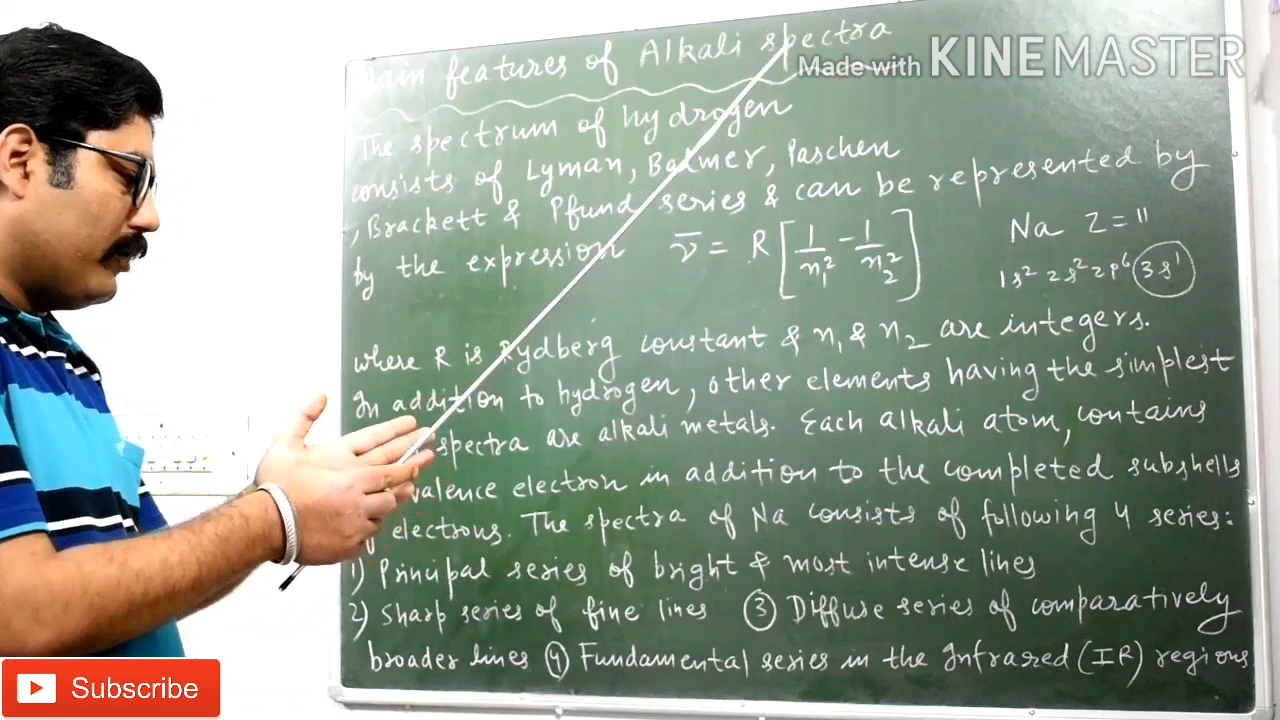 Main features of Alkali spectra
Made with KINEMASTER
The spectrum of hydrogen
consists of Lyman, Balmer, Paschen
, Brackett & Pfund series & can be represented by
by the expression ν̅ = R [1/n₁² - 1/n₂²]
Na Z = 11
1s² 2s² 2p⁶ 3s¹
where R is Rydberg constant & n₁ & n₂ are integers.
In addition to hydrogen, other elements having the simplest
spectra are alkali metals. Each alkali atom, contains
valence electron in addition to the completed subshells
of electrons. The spectra of Na consists of following 4 series:
1) Principal series of bright & most intense lines
2) Sharp series of fine lines ③ Diffuse series of comparatively
broader lines ④ Fundamental series in the Infrared (IR) regions
Subscribe